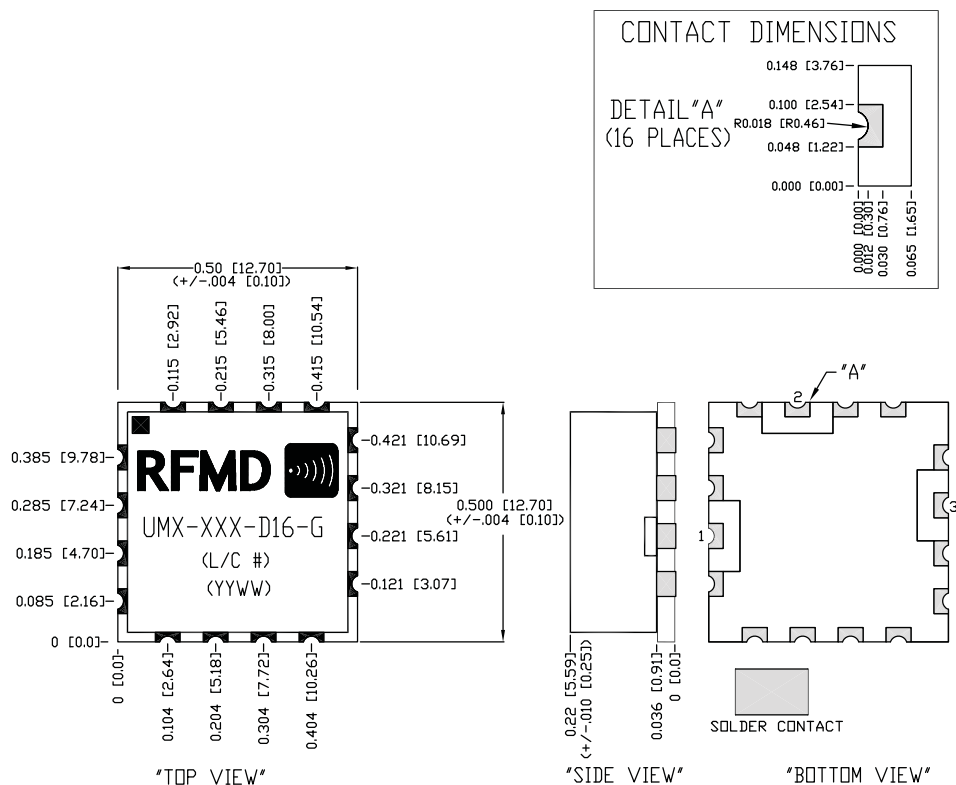 CONTACT DIMENSIONS
0.148 [3.76]
DETAIL"A"
(16 PLACES)
0.100 [2.54]
R0.018 [R0.46]
0.048 [1.22]
0.000 [0.00]
0.000 [0.00]
0.012 [0.30]
0.030 [0.76]
0.065 [1.65]
0.50 [12.70]
(+/-.004 [0.10])
0.115 [2.92]
0.215 [5.46]
0.315 [8.00]
0.415 [10.54]
"A"
2
0.385 [9.78]
0.285 [7.24]
0.185 [4.70]
0.085 [2.16]
0 [0.0]
RFMD
UMX-XXX-D16-G
(L/C #)
(YYWW)
0.421 [10.69]
0.321 [8.15]
0.221 [5.61]
0.121 [3.07]
0.500 [12.70]
(+/-.004 [0.10])
1
3
0 [0.0]
0.104 [2.64]
0.204 [5.18]
0.304 [7.72]
0.404 [10.26]
0.22 [5.59]
(+/-.010 [0.25])
0.036 [0.91]
0 [0.0]
SOLDER CONTACT
"TOP VIEW"
"SIDE VIEW"
"BOTTOM VIEW"